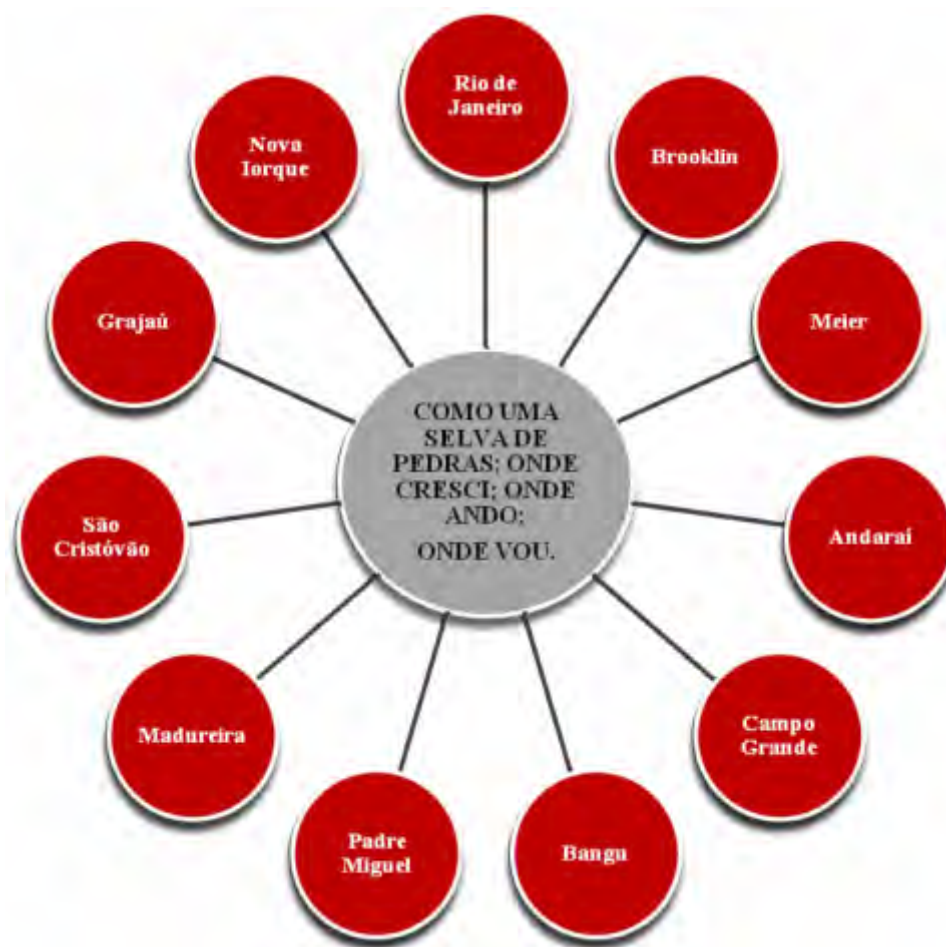 Rio de
Janeiro
Brooklin
Meier
Andaraí
Campo
Grande
Bangu
Padre
Miguel
Madureira
São
Cristóvão
Grajaú
Nova
Iorque
COMO UMA
SELVA DE
PEDRAS; ONDE
CRESCI; ONDE
ANDO;
ONDE VOU.